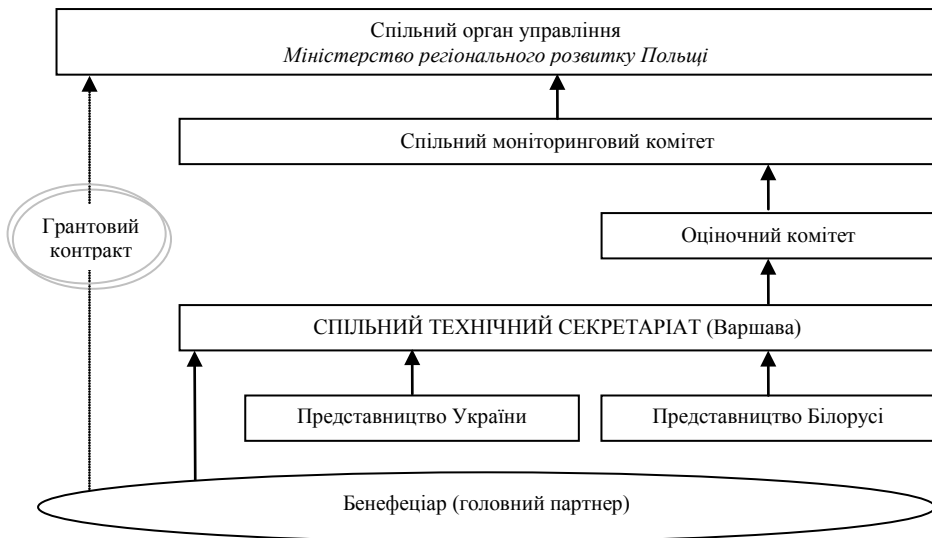 Спільний орган управління
Міністерство регіонального розвитку Польщі
Спільний моніторинговий комітет
Грантовий
контракт
Оціночний комітет
СПІЛЬНИЙ ТЕХНІЧНИЙ СЕКРЕТАРІАТ (Варшава)
Представництво України
Представництво Білорусі
Бенефеціар (головний партнер)